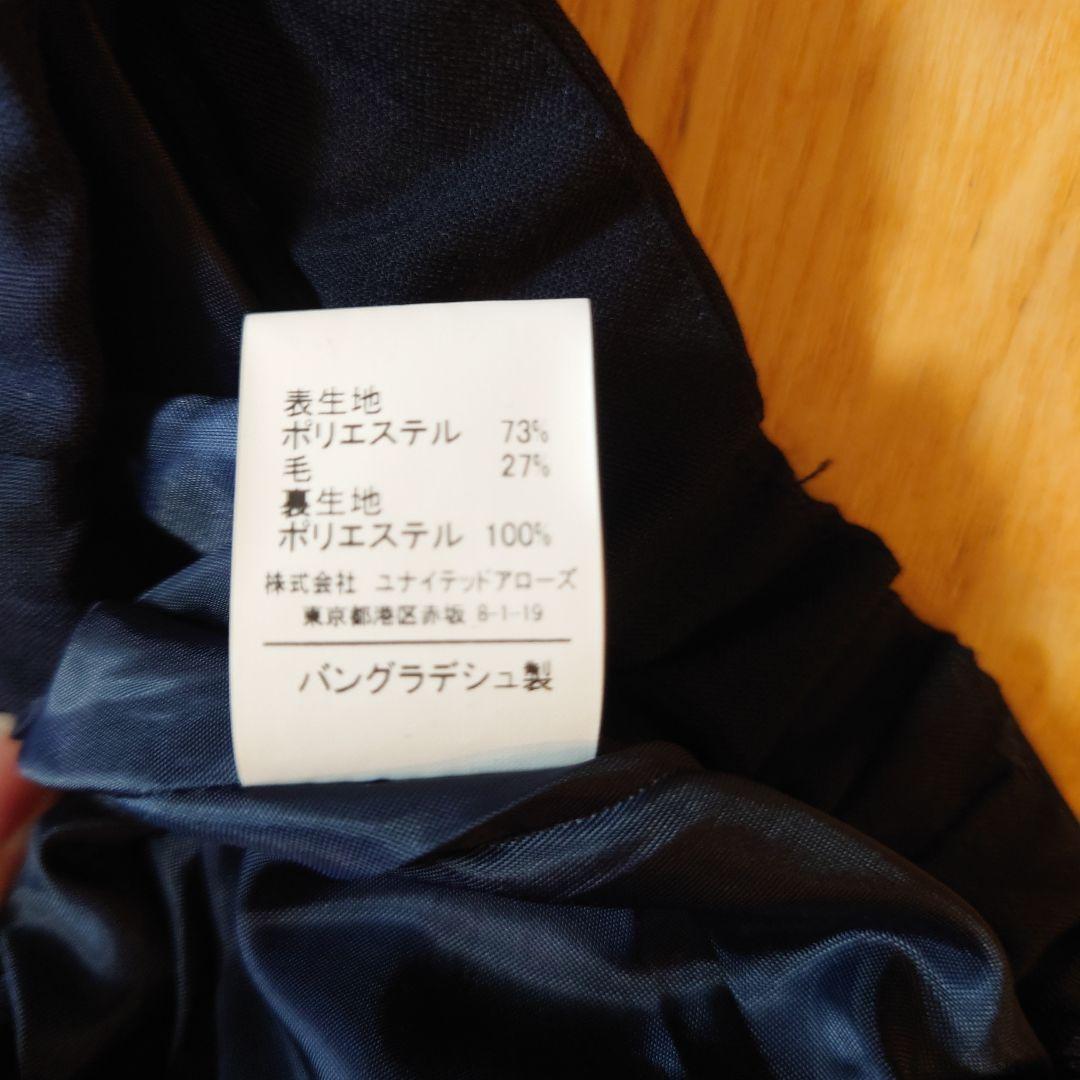 表生地
ポリエステル 73%
毛 27%
裏生地
ポリエステル 100%
株式会社 ユナイテッドアローズ
東京都港区赤坂 8-1-19
バングラデシュ製